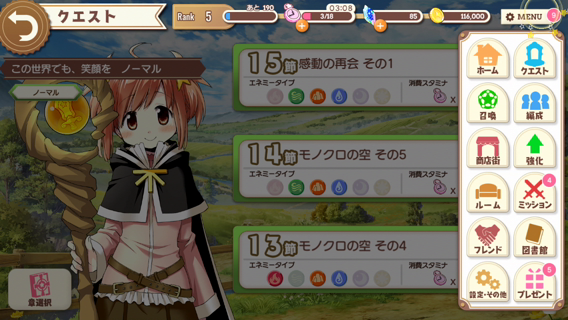 クエスト
Rank 5
あと 190
03:08
3/18
85
116,000
MENU
9
この世界でも、笑顔を ノーマル
ノーマル
15節 感動の再会 その1
エネミータイプ
消費スタミナ
x
14節 モノクロの空 その5
エネミータイプ
消費スタミナ
x
13節 モノクロの空 その4
エネミータイプ
消費スタミナ
x
章選択
ホーム
クエスト
召喚
編成
商店街
強化
ルーム
ミッション
4
フレンド
図書館
設定・その他
プレゼント
5